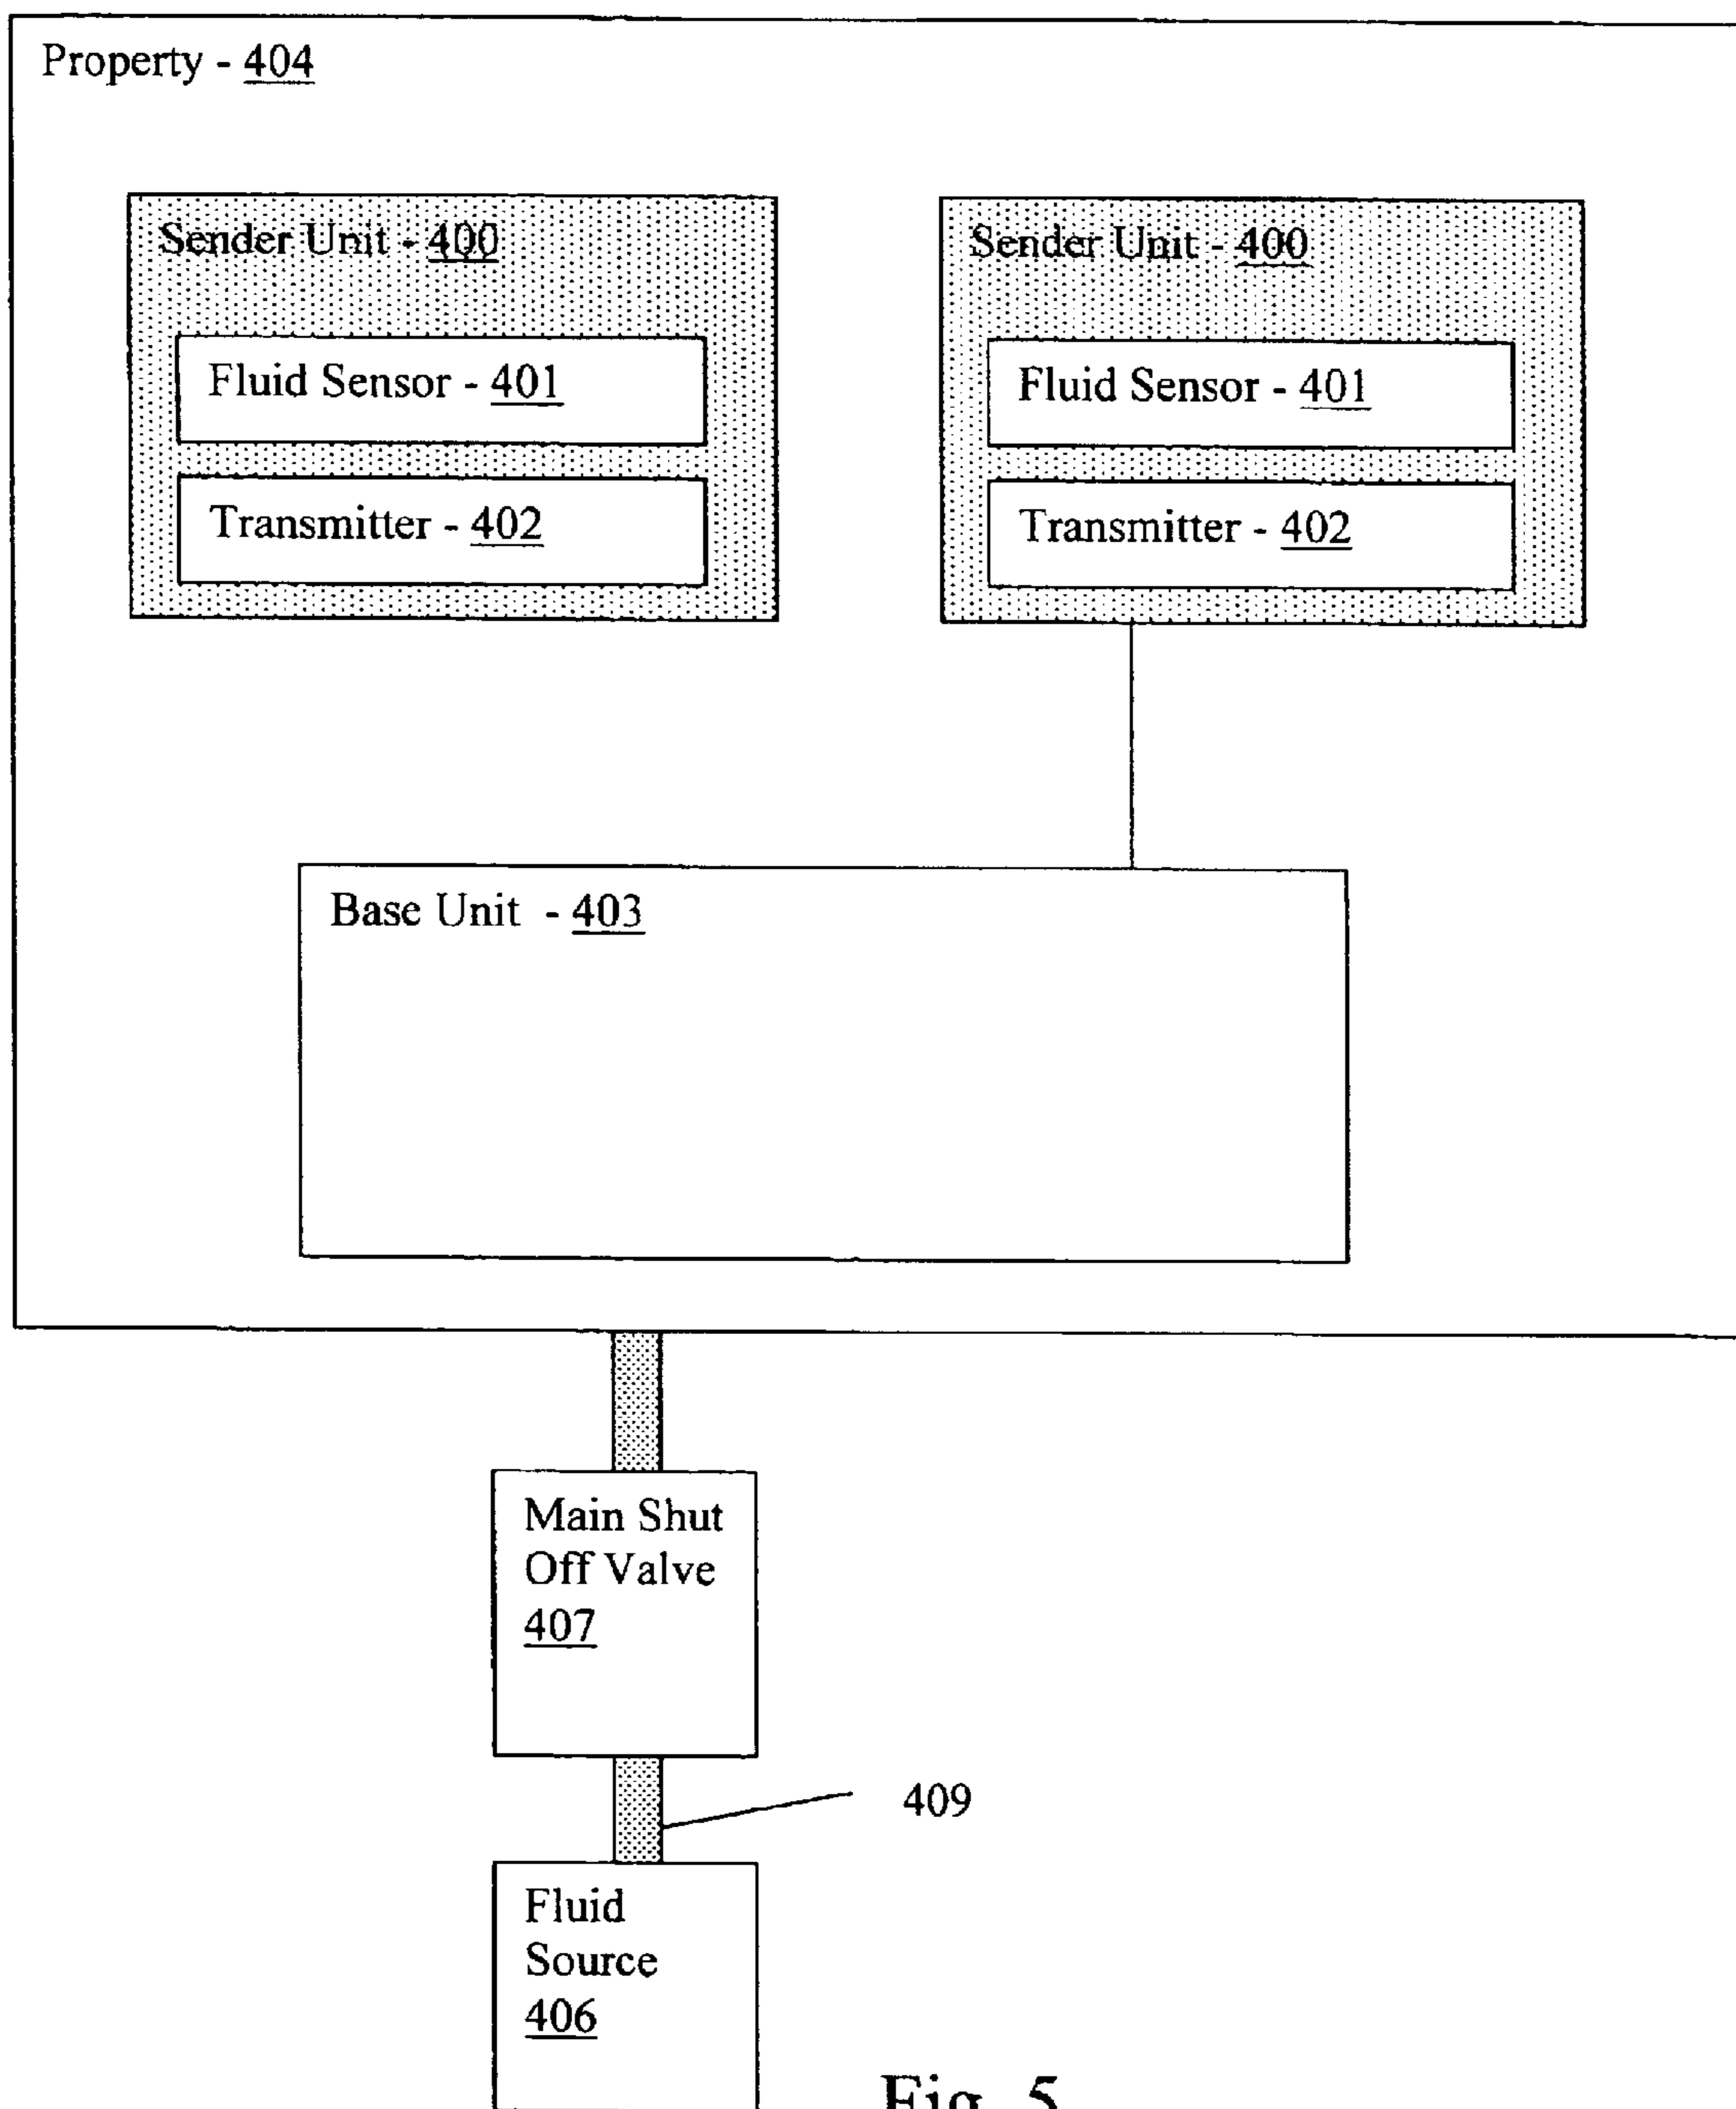 Property - 404
Sender Unit - 400
Fluid Sensor - 401
Transmitter - 402
Sender Unit - 400
Fluid Sensor - 401
Transmitter - 402
Base Unit - 403
Main Shut
Off Valve
407
409
Fluid
Source
406
Fig. 5